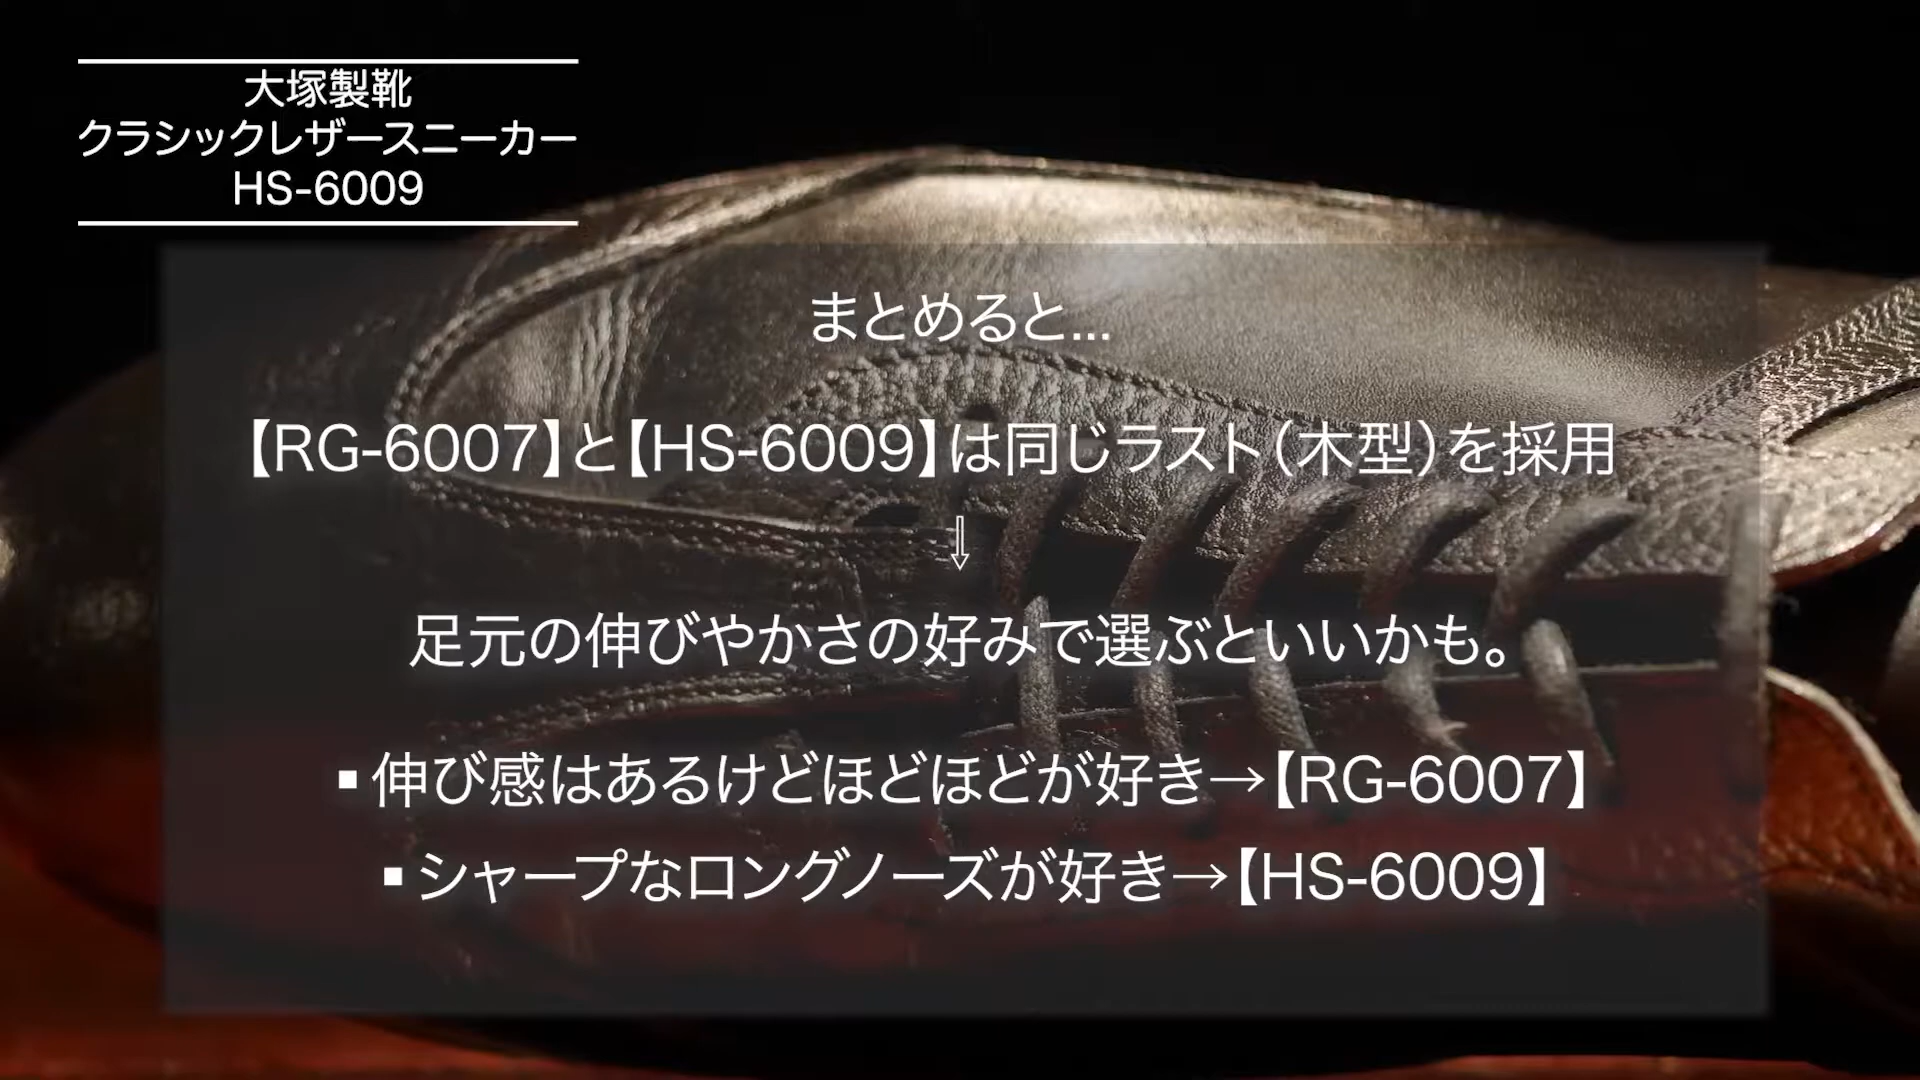 大塚製靴
クラシックレザースニーカー
HS-6009
まとめると...
【RG-6007】と【HS-6009】は同じラスト（木型）を採用
⇓
足元の伸びやかさの好みで選ぶといいかも。
▪伸び感はあるけどほどほどが好き→【RG-6007】
▪シャープなロングノーズが好き→【HS-6009】